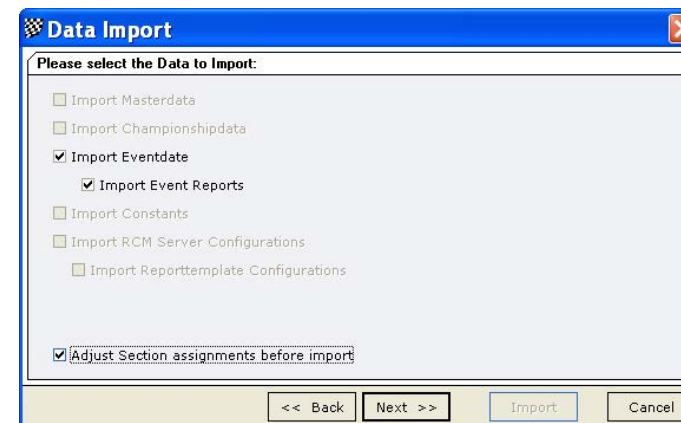 Data Import
Please select the Data to Import:
Import Masterdata
Import Championshipdata
Import Eventdate
Import Event Reports
Import Constants
Import RCM Server Configurations
Import Reporttemplate Configurations
Adjust Section assignments before import
<< Back Next >> Import Cancel